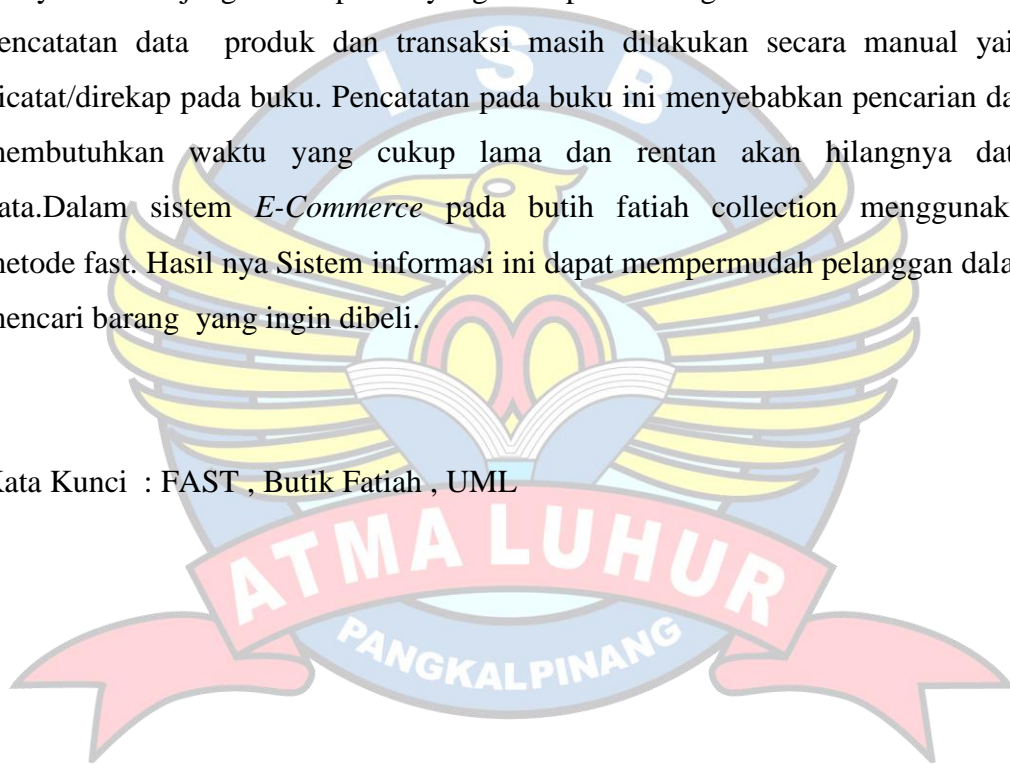 encatatan data produk dan transaksi masih dilakukan secara manual yai
icatat/direkap pada buku. Pencatatan pada buku ini menyebabkan pencarian da
nembutuhkan waktu yang cukup lama dan rentan akan hilangnya dat
ata.Dalam sistem E-Commerce pada butih fatiah collection menggunak
netode fast. Hasil nya Sistem informasi ini dapat mempermudah pelanggan dala
nencari barang yang ingin dibeli.
Kata Kunci : FAST , Butik Fatiah , UML
I S B
ATMA LUHUR
PANGKALPINANG